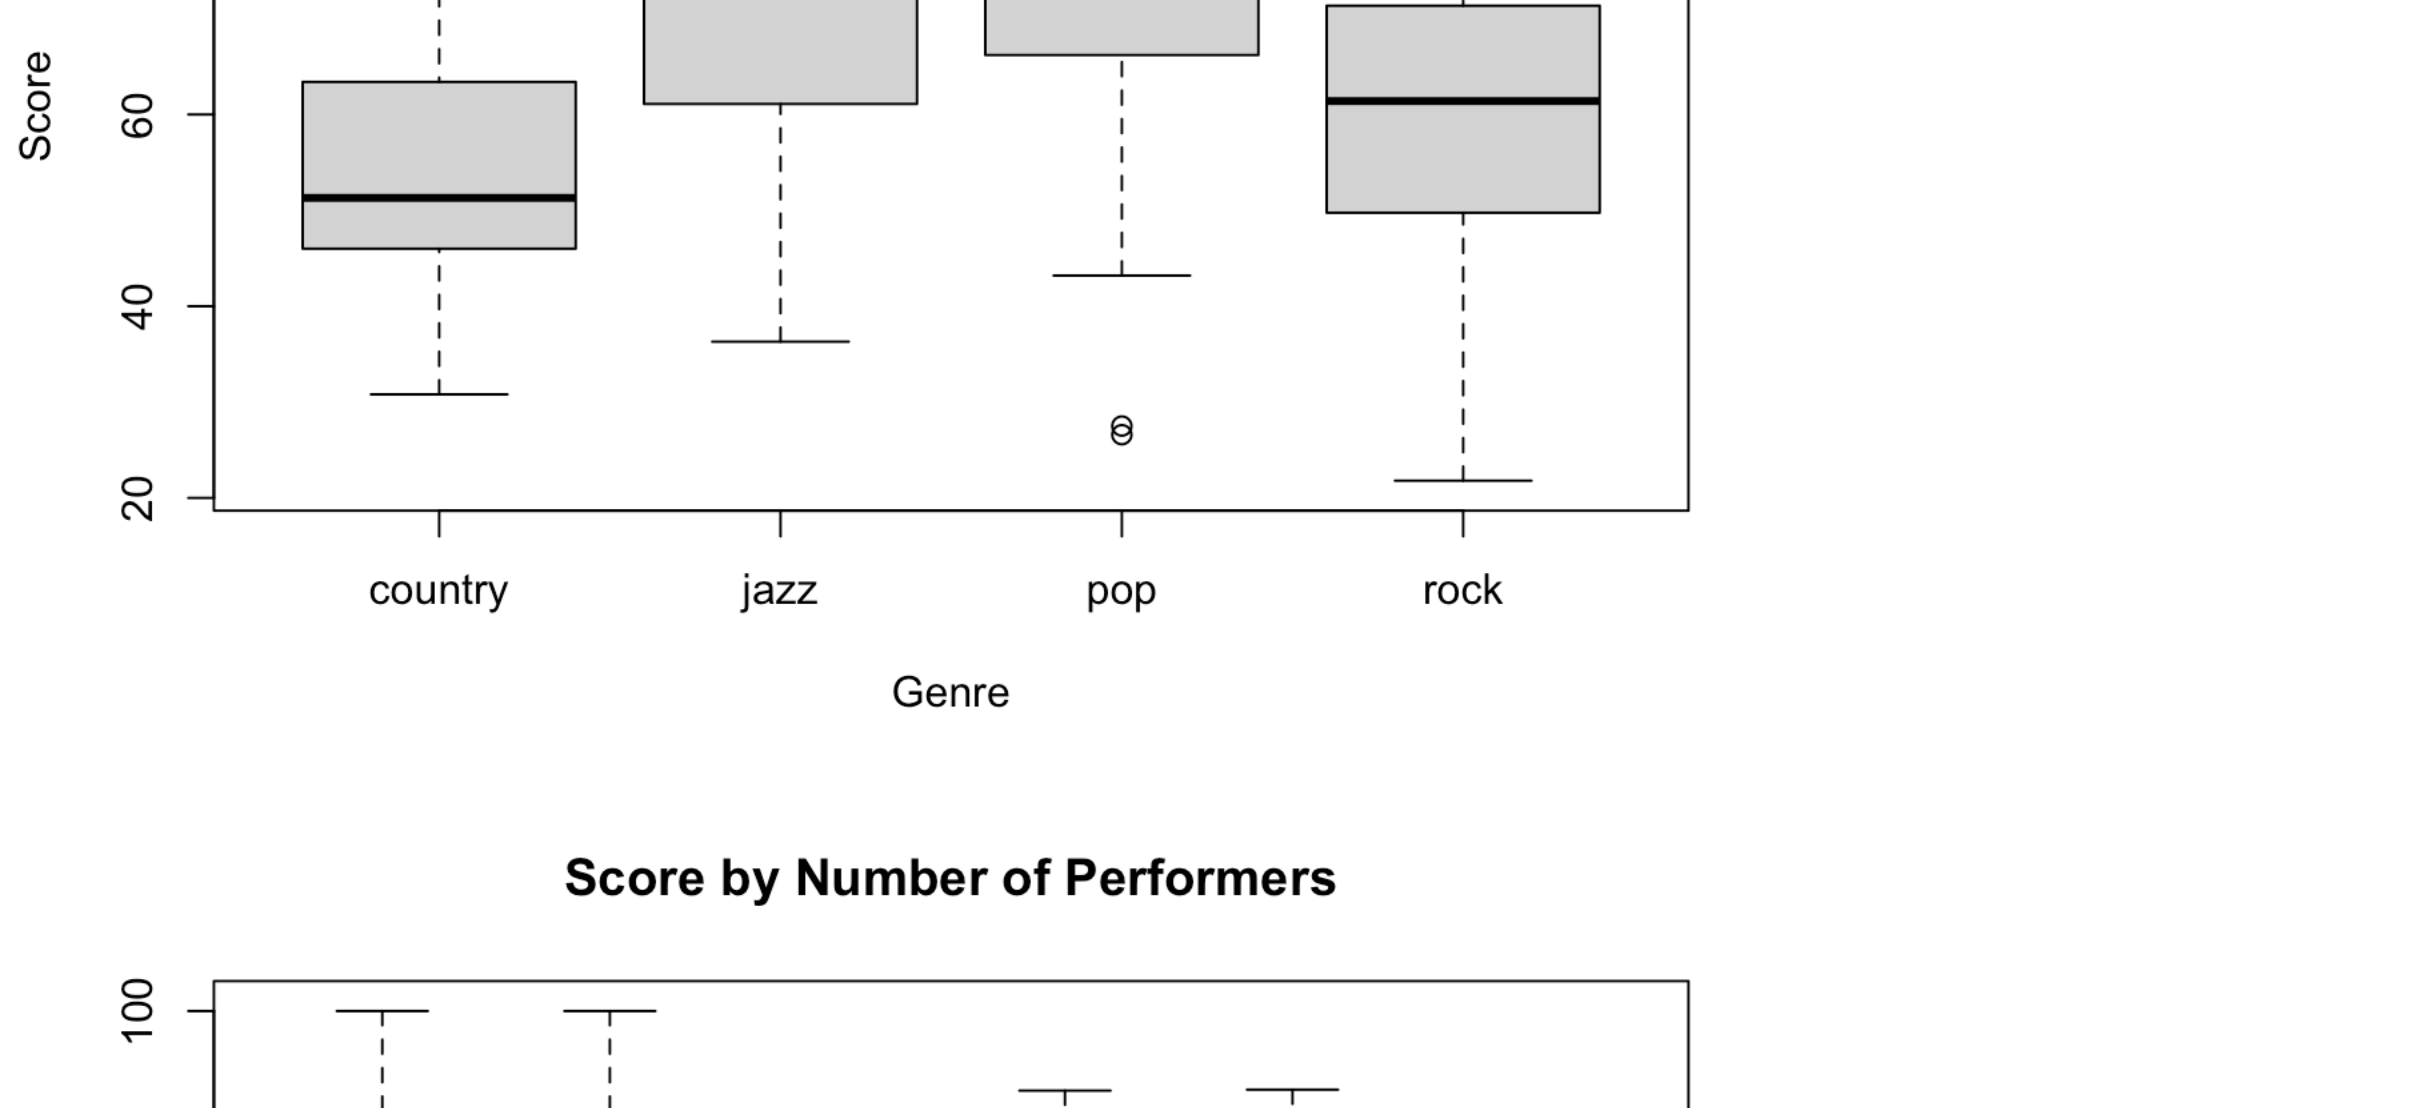 Score
60
40
20
country jazz pop rock
Genre
Score by Number of Performers
100